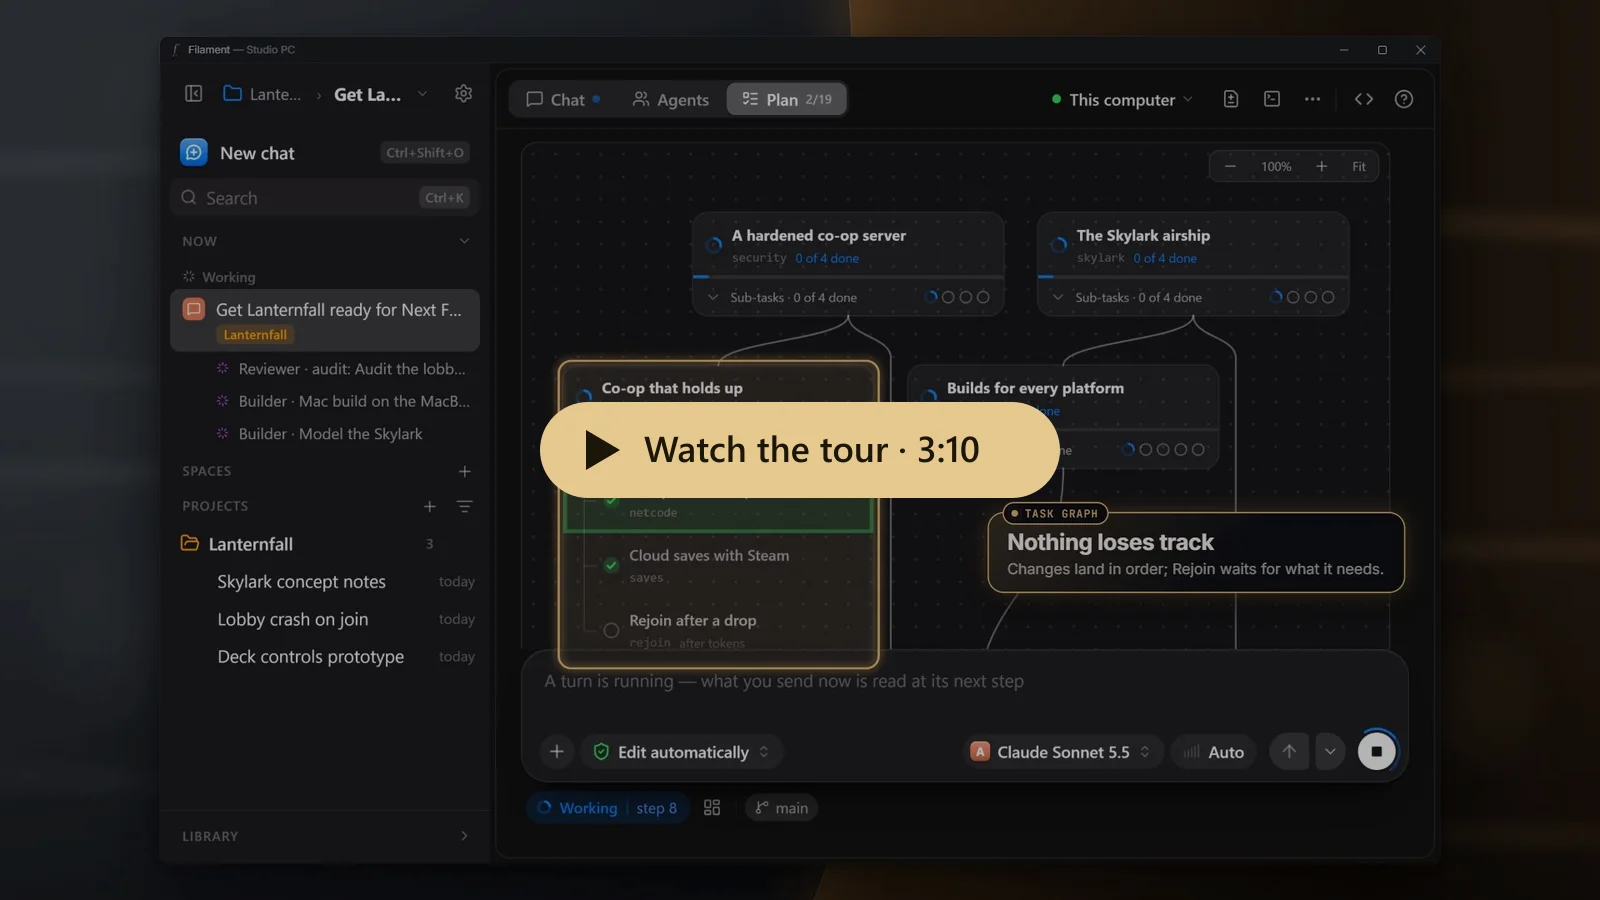 Filament — Studio PC
Lante... › Get La...
New chat
Ctrl+Shift+O
Search
Ctrl+K
NOW
Working
Get Lanternfall ready for Next F...
Lanternfall
Reviewer · audit: Audit the lobb...
Builder · Mac build on the MacB...
Builder · Model the Skylark
SPACES
PROJECTS
Lanternfall
3
Skylark concept notes
today
Lobby crash on join
today
Deck controls prototype
today
LIBRARY
Chat
Agents
Plan 2/19
This computer
100%
Fit
A hardened co-op server
security 0 of 4 done
Sub-tasks · 0 of 4 done
The Skylark airship
skylark 0 of 4 done
Sub-tasks · 0 of 4 done
Co-op that holds up
Builds for every platform
Watch the tour · 3:10
netcode
Cloud saves with Steam
saves
Rejoin after a drop
rejoin after tokens
TASK GRAPH
Nothing loses track
Changes land in order; Rejoin waits for what it needs.
A turn is running — what you send now is read at its next step
Edit automatically
A Claude Sonnet 5.5
Auto
Working
step 8
main